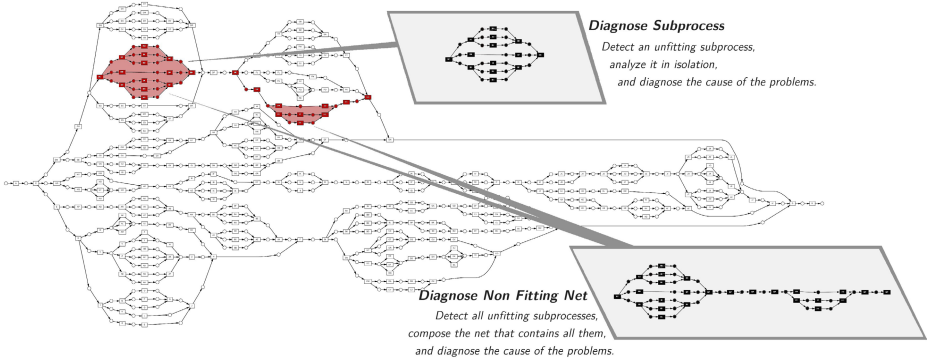 Diagnose Subprocess
Detect an unfitting subprocess,
analyze it in isolation,
and diagnose the cause of the problems.
Diagnose Non Fitting Net
Detect all unfitting subprocesses,
compose the net that contains all them,
and diagnose the cause of the problems.